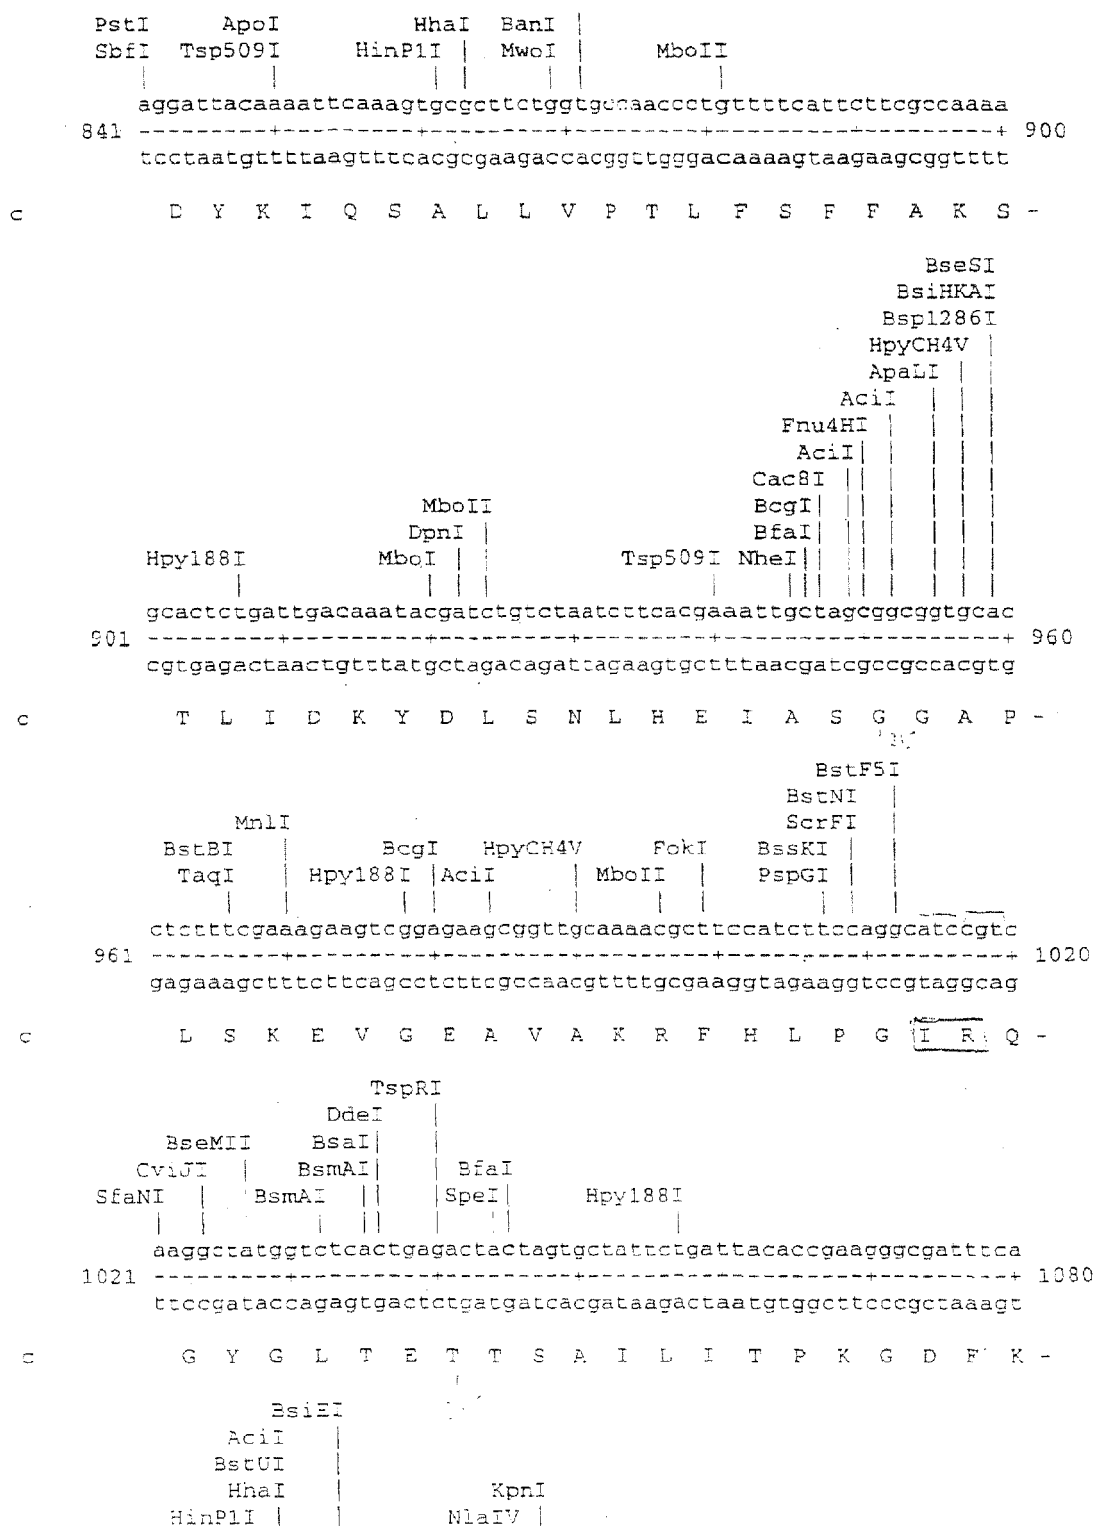 PstI ApoI HhaI BanI
SbfI Tsp509I HinP1I MwoI MboII
aggattacaaaattcaaagtgcgcttctggtgccaaccctgttttcattcttcgccaaaa
841 ---------+---------+---------+---------+---------+---------+ 900
tcctaatgttttaagtttcacgcgaagaccacggttgggacaaaagtaagaagcggtttt
c D Y K I Q S A L L V P T L F S F F A K S -
BseSI
BsiHKAI
Bsp1286I
HpyCH4V
ApaLI
AciI
Fnu4HI
AciI
Cac8I
MboII BcgI
DpnI BfaI
Hpy188I MboI Tsp509I NheI
gcactctgattgacaaatacgatctgtctaatcttcacgaaattgctagcggcggtgcac
901 ---------+---------+---------+---------+---------+---------+ 960
cgtgagactaactgtttatgctagacagattagaagtgctttaacgatcgccgccacgtg
c T L I D K Y D L S N L H E I A S G G A P -
BstF5I
BstNI
MnlI ScrFI
BstBI BcgI HpyCH4V FokI BssKI
TaqI Hpy188I AciI MboII PspGI
ctctttcgaaagaagtcggagaagcggttgcaaaacgcttccatcttccaggcatccgtc
961 ---------+---------+---------+---------+---------+---------+ 1020
gagaaagctttcttcagcctcttcgccaacgttttgcgaaggtagaaggtccgtaggcag
c L S K E V G E A V A K R F H L P G I R Q -
TspRI
DdeI
BseMII BsaI
CviJI BsmAI BfaI
SfaNI BsmAI SpeI Hpy188I
aaggctatggtctcactgagactactagtgctattctgattacaccgaagggcgatttca
1021 ---------+---------+---------+---------+---------+---------+ 1080
ttccgataccagagtgactctgatgatcacgataagactaatgtggcttcccgctaaagt
c G Y G L T E T T S A I L I T P K G D F K -
BsiEI
AciI
BstUI
HhaI KpnI
HinP1I NlaIV